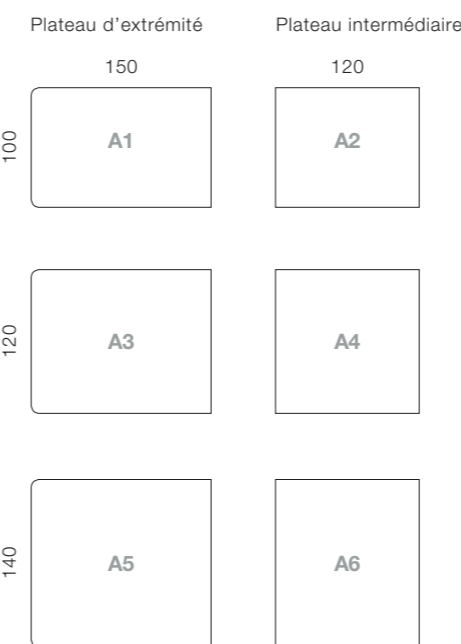 Plateau d’extrémité
Plateau intermédiaire
150
120
100
A1
A2
120
A3
A4
140
A5
A6